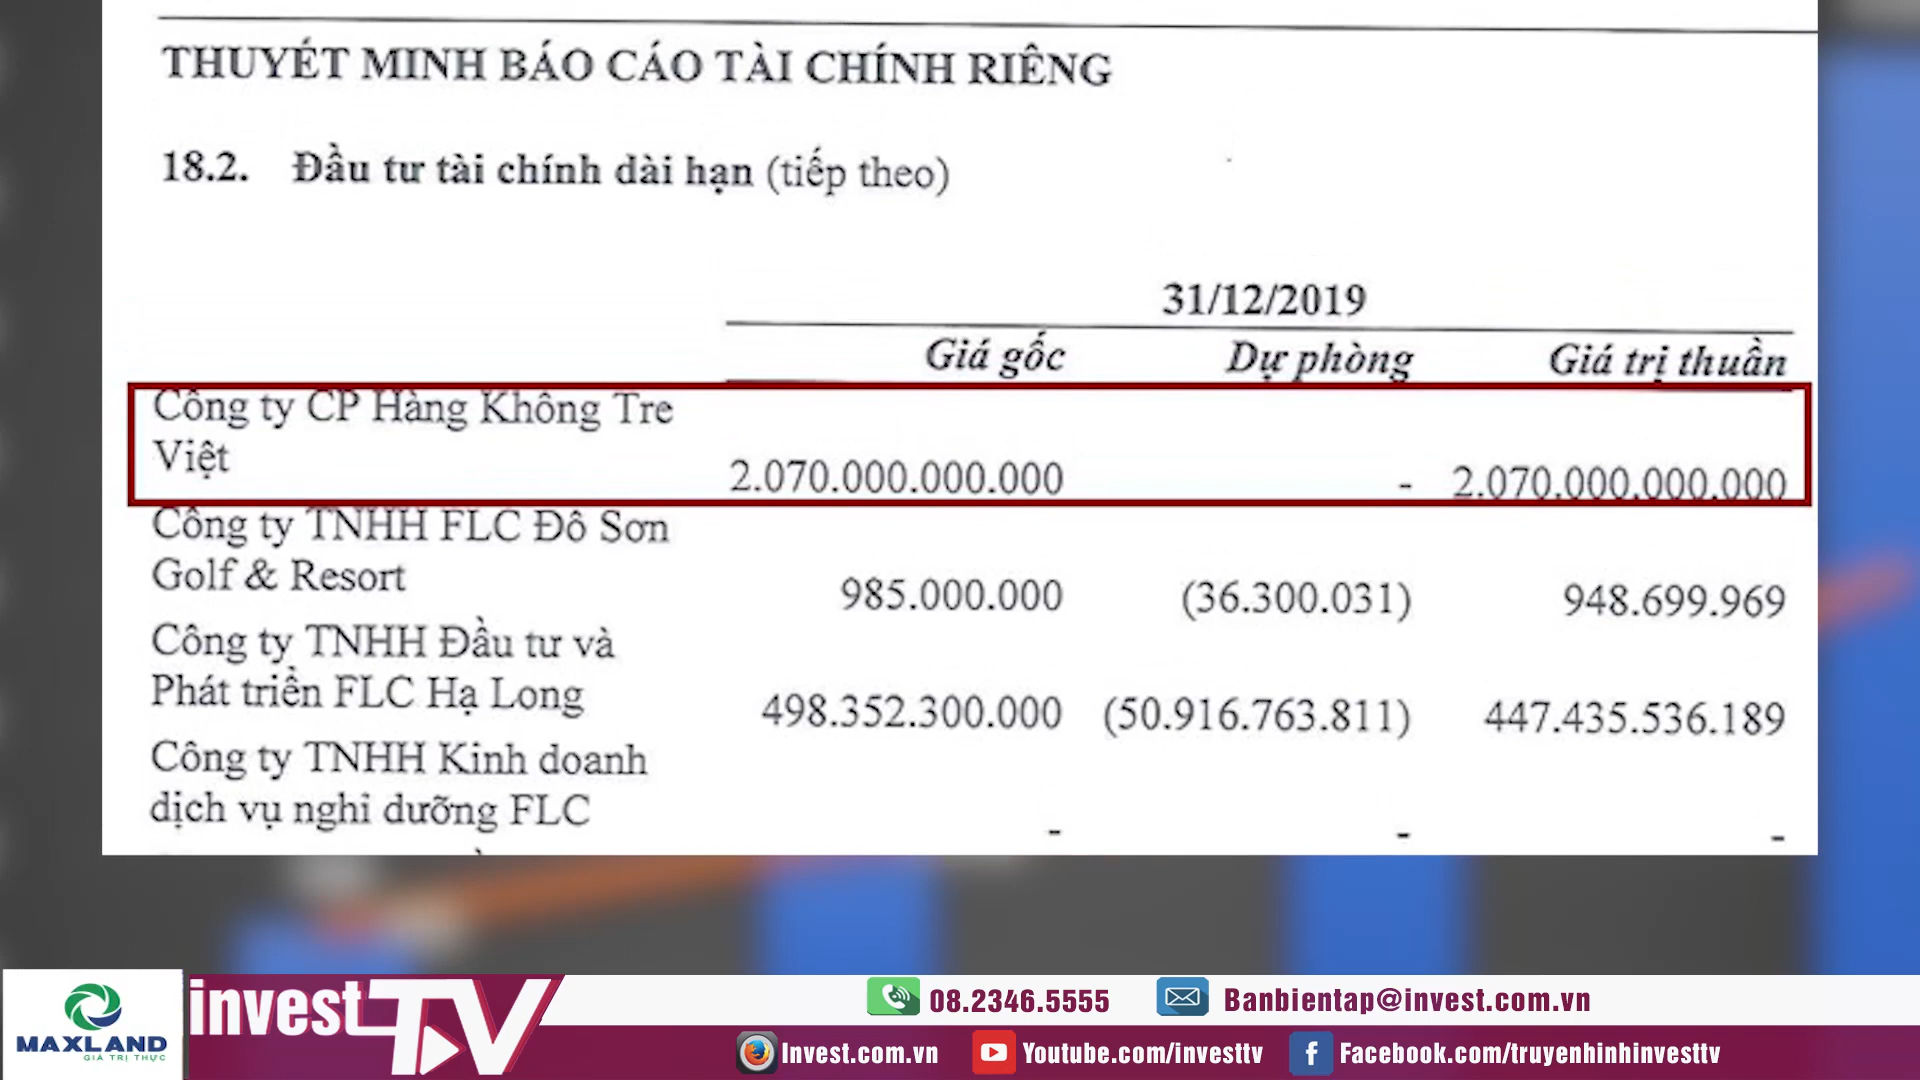 THUYẾT MINH BÁO CÁO TÀI CHÍNH RIÊNG
18.2. Đầu tư tài chính dài hạn (tiếp theo)
31/12/2019
Giá gốc Dự phòng Giá trị thuần
Công ty CP Hàng Không Tre
Việt
2.070.000.000.000 - 2.070.000.000.000
Công ty TNHH FLC Đồ Sơn
Golf & Resort
985.000.000 (36.300.031) 948.699.969
Công ty TNHH Đầu tư và
Phát triển FLC Hạ Long
498.352.300.000 (50.916.763.811) 447.435.536.189
Công ty TNHH Kinh doanh
dịch vụ nghỉ dưỡng FLC
- - -
MAXLAND
GIÁ TRỊ THỰC
invest TV
08.2346.5555
Banbientap@invest.com.vn
Invest.com.vn
Youtube.com/investtv
Facebook.com/truyenhinhinvesttv